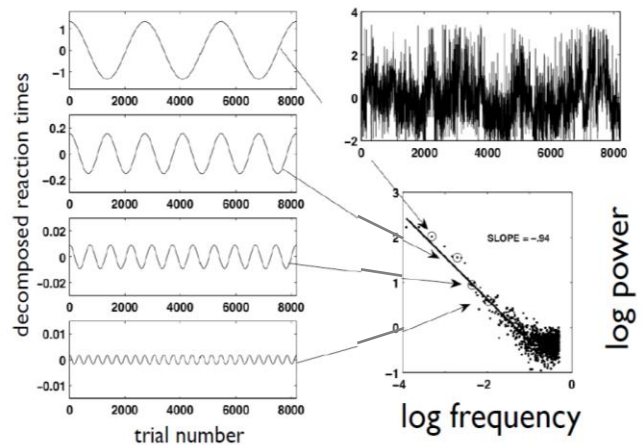 decomposed reaction times
1
0
−1
0 2000 4000 6000 8000
0.2
0
−0.2
0 2000 4000 6000 8000
0.02
0
−0.02
0 2000 4000 6000 8000
0.01
0
−0.01
0 2000 4000 6000 8000
trial number
4
2
0
−2
0 2000 4000 6000 8000
3
2
1
0
−1
SLOPE = −.94
−4 −2 0
log frequency
log power